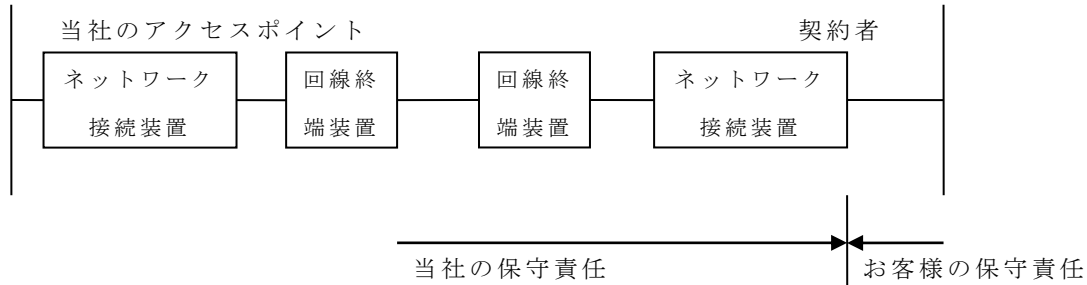 当社のアクセスポイント
契約者
ネットワーク
接続装置
回線終
端装置
回線終
端装置
ネットワーク
接続装置
当社の保守責任
お客様の保守責任